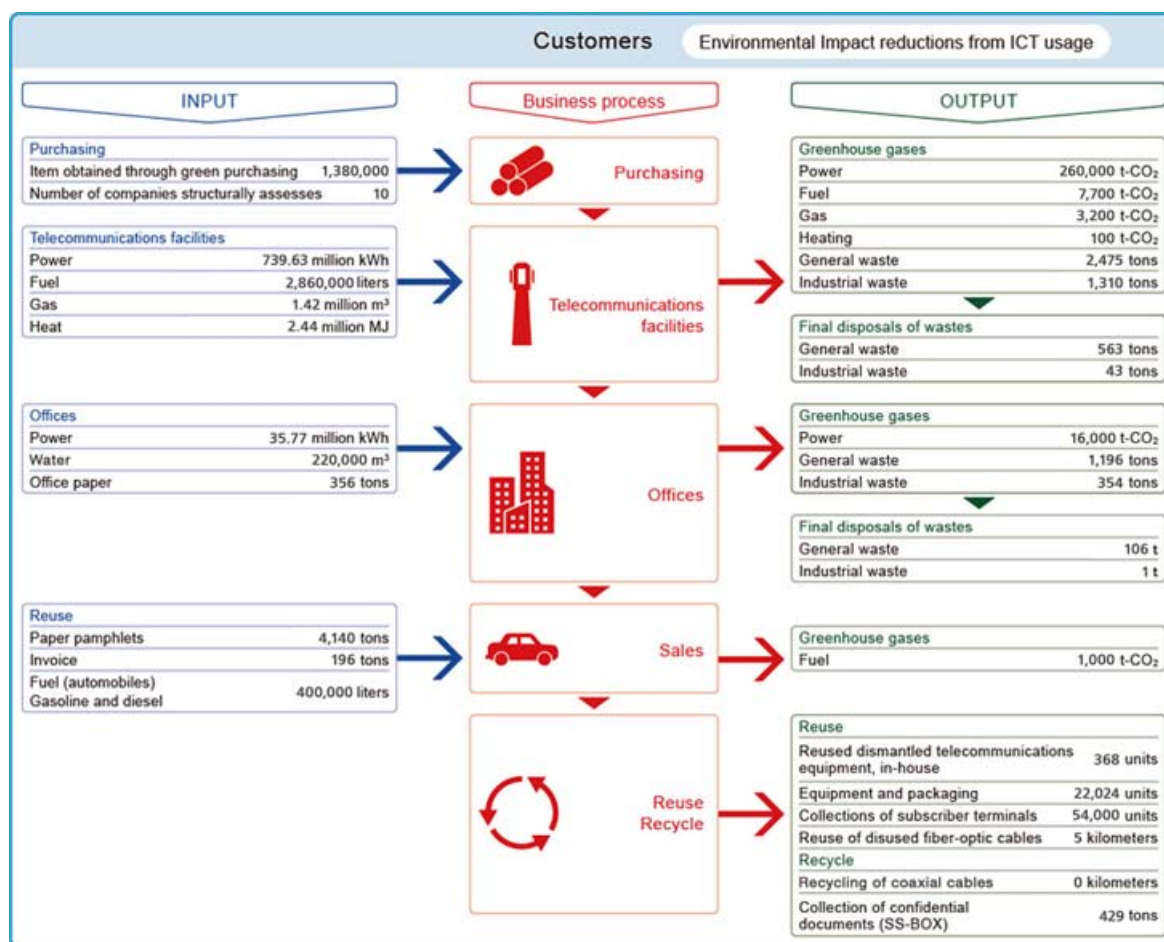 Customers Environmental Impact reductions from ICT usage
INPUT
Purchasing
Item obtained through green purchasing 1,380,000
Number of companies structurally assesses 10
Telecommunications facilities
Power 739.63 million kWh
Fuel 2,860,000 liters
Gas 1.42 million m³
Heat 2.44 million MJ
Offices
Power 35.77 million kWh
Water 220,000 m³
Office paper 356 tons
Reuse
Paper pamphlets 4,140 tons
Invoice 196 tons
Fuel (automobiles)
Gasoline and diesel 400,000 liters
Business process
Purchasing
Telecommunications
facilities
Offices
Sales
Reuse
Recycle
OUTPUT
Greenhouse gases
Power 260,000 t-CO₂
Fuel 7,700 t-CO₂
Gas 3,200 t-CO₂
Heating 100 t-CO₂
General waste 2,475 tons
Industrial waste 1,310 tons
Final disposals of wastes
General waste 563 tons
Industrial waste 43 tons
Greenhouse gases
Power 16,000 t-CO₂
General waste 1,196 tons
Industrial waste 354 tons
Final disposals of wastes
General waste 106 t
Industrial waste 1 t
Greenhouse gases
Fuel 1,000 t-CO₂
Reuse
Reused dismantled telecommunications
equipment, in-house 368 units
Equipment and packaging 22,024 units
Collections of subscriber terminals 54,000 units
Reuse of disused fiber-optic cables 5 kilometers
Recycle
Recycling of coaxial cables 0 kilometers
Collection of confidential
documents (SS-BOX) 429 tons